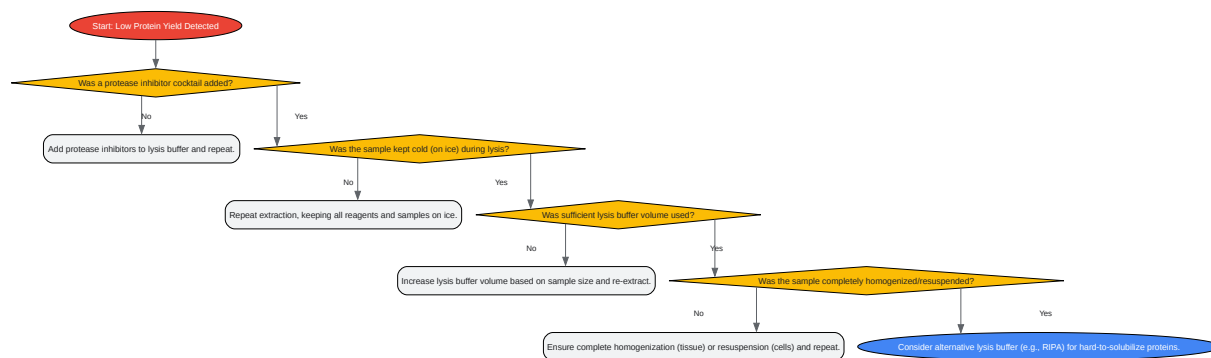 Start: Low Protein Yield Detected
Was a protease inhibitor cocktail added?
No
Yes
Add protease inhibitors to lysis buffer and repeat.
Was the sample kept cold (on ice) during lysis?
No
Yes
Repeat extraction, keeping all reagents and samples on ice.
Was sufficient lysis buffer volume used?
No
Yes
Increase lysis buffer volume based on sample size and re-extract.
Was the sample completely homogenized/resuspended?
No
Yes
Ensure complete homogenization (tissue) or resuspension (cells) and repeat.
Consider alternative lysis buffer (e.g., RIPA) for hard-to-solubilize proteins.